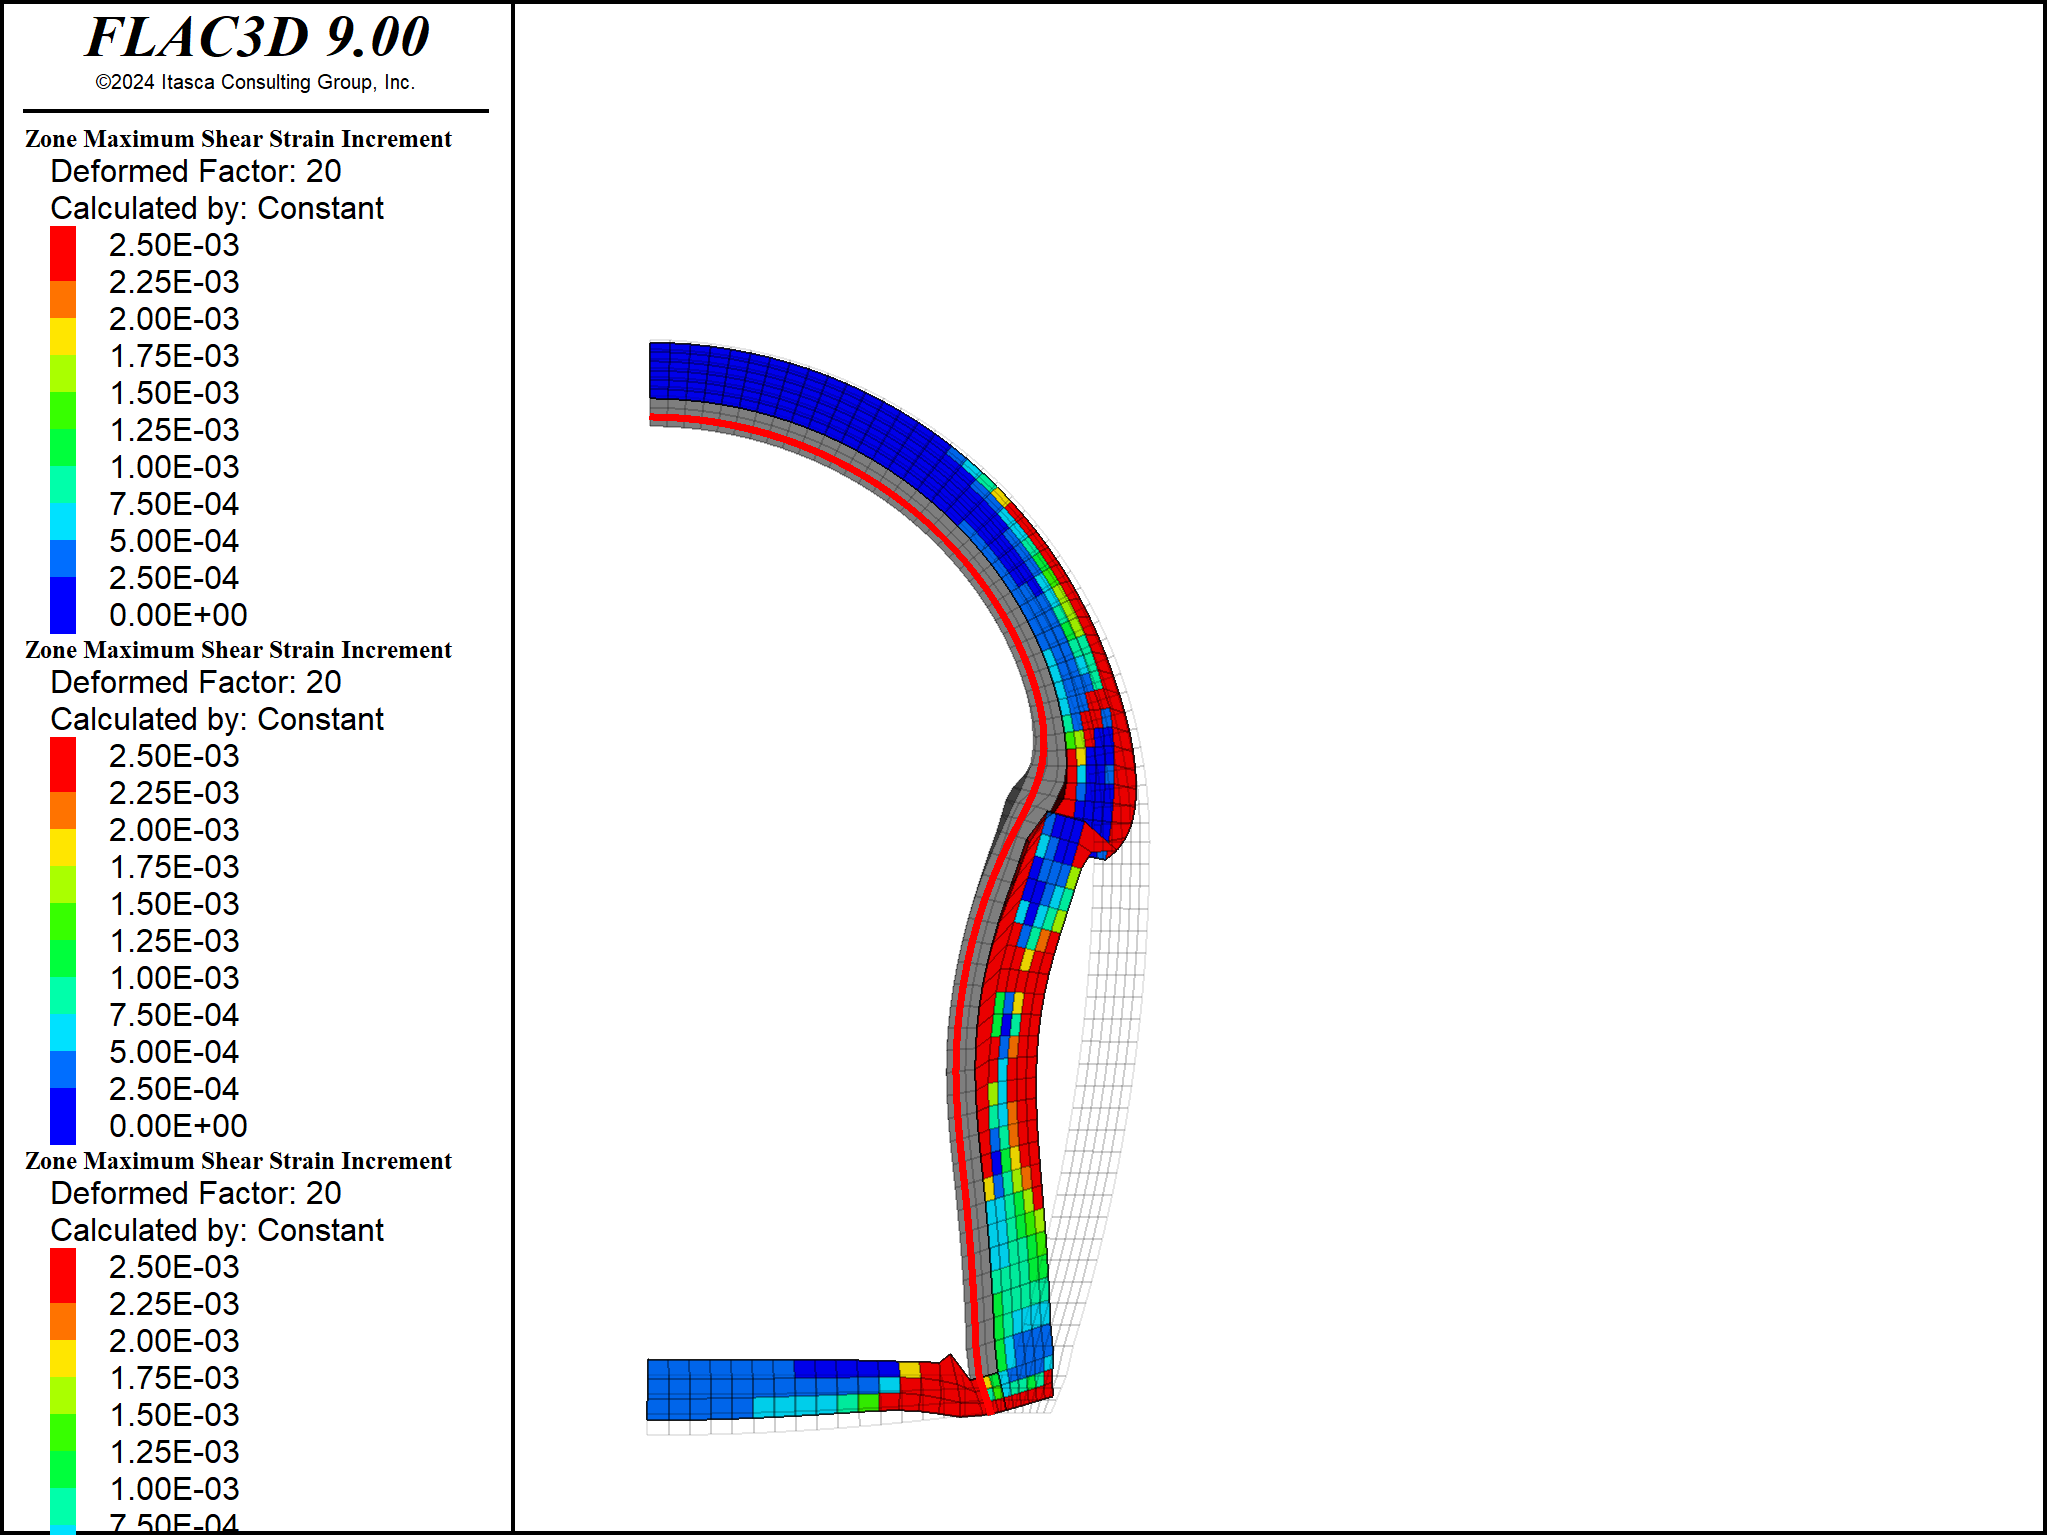 FLAC3D 9.00
©2024 Itasca Consulting Group, Inc.
Zone Maximum Shear Strain Increment
Deformed Factor: 20
Calculated by: Constant
2.50E-03
2.25E-03
2.00E-03
1.75E-03
1.50E-03
1.25E-03
1.00E-03
7.50E-04
5.00E-04
2.50E-04
0.00E+00
Zone Maximum Shear Strain Increment
Deformed Factor: 20
Calculated by: Constant
2.50E-03
2.25E-03
2.00E-03
1.75E-03
1.50E-03
1.25E-03
1.00E-03
7.50E-04
5.00E-04
2.50E-04
0.00E+00
Zone Maximum Shear Strain Increment
Deformed Factor: 20
Calculated by: Constant
2.50E-03
2.25E-03
2.00E-03
1.75E-03
1.50E-03
1.25E-03
1.00E-03
7.50E-04